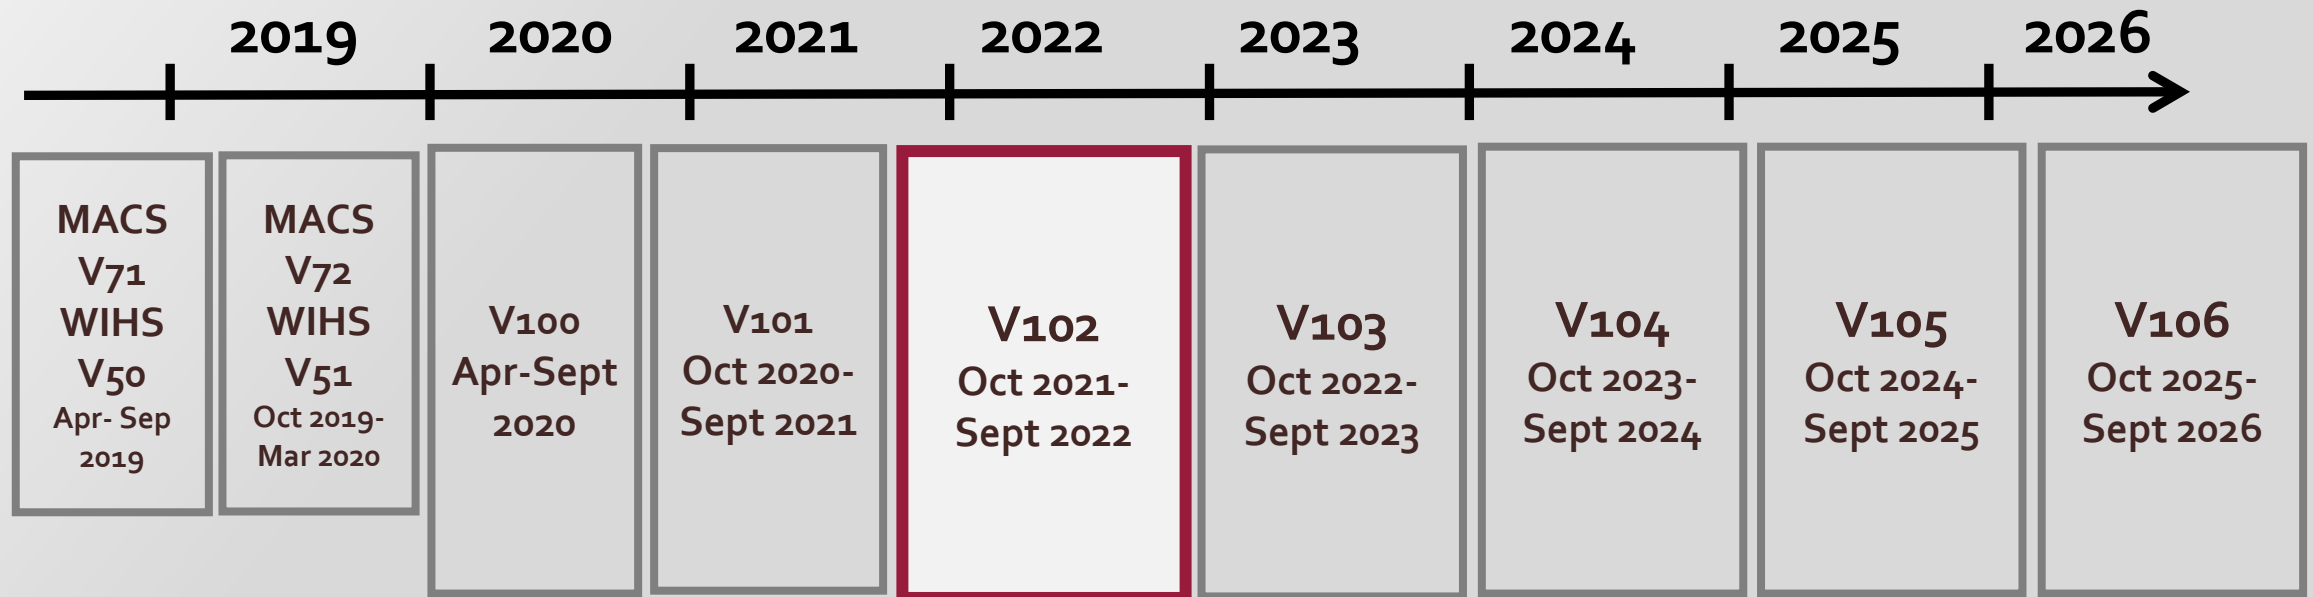 2019 2020 2021 2022 2023 2024 2025 2026
MACS
V71
WIHS
V50
Apr- Sep
2019
MACS
V72
WIHS
V51
Oct 2019-
Mar 2020
V100
Apr-Sept
2020
V101
Oct 2020-
Sept 2021
V102
Oct 2021-
Sept 2022
V103
Oct 2022-
Sept 2023
V104
Oct 2023-
Sept 2024
V105
Oct 2024-
Sept 2025
V106
Oct 2025-
Sept 2026